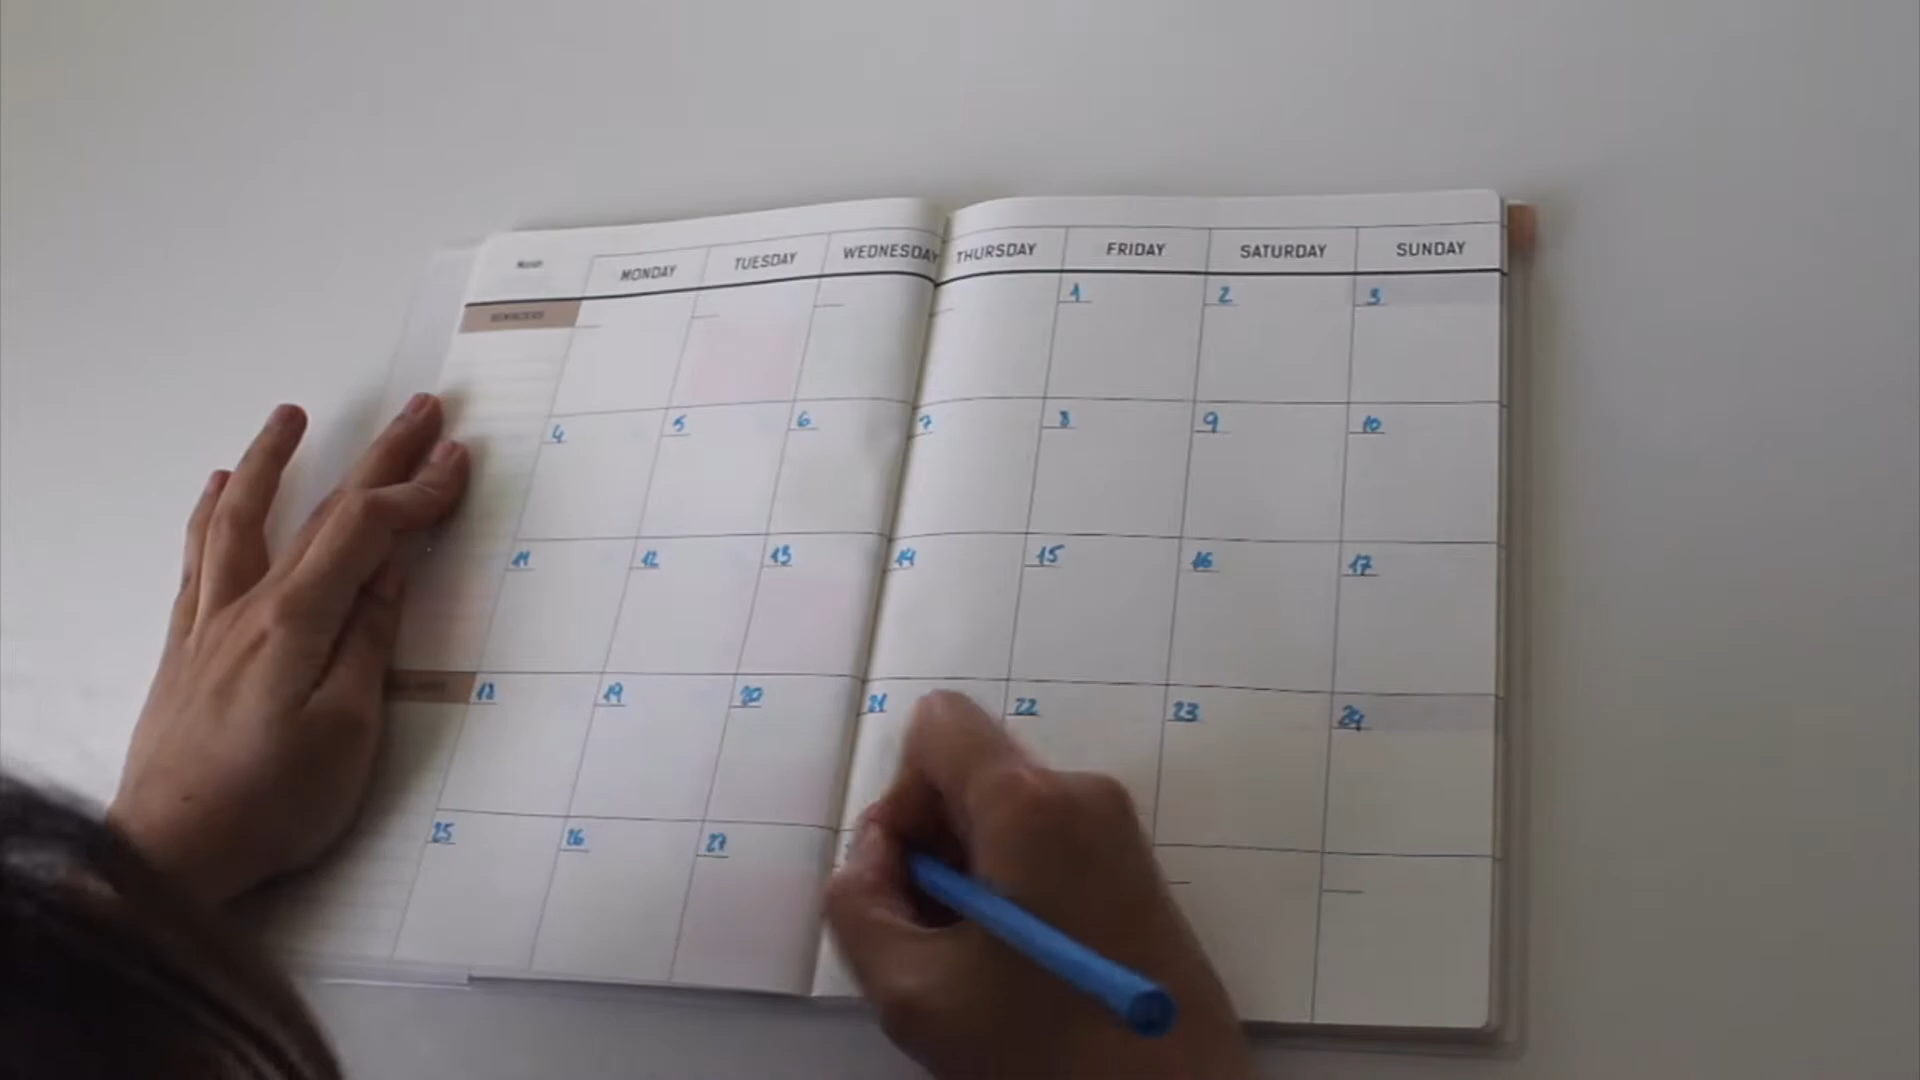 Month MONDAY TUESDAY WEDNESDAY THURSDAY FRIDAY SATURDAY SUNDAY
REMINDERS
1 2 3
4 5 6 7 8 9 10
11 12 13 14 15 16 17
18 19 20 21 22 23 24
25 26 27